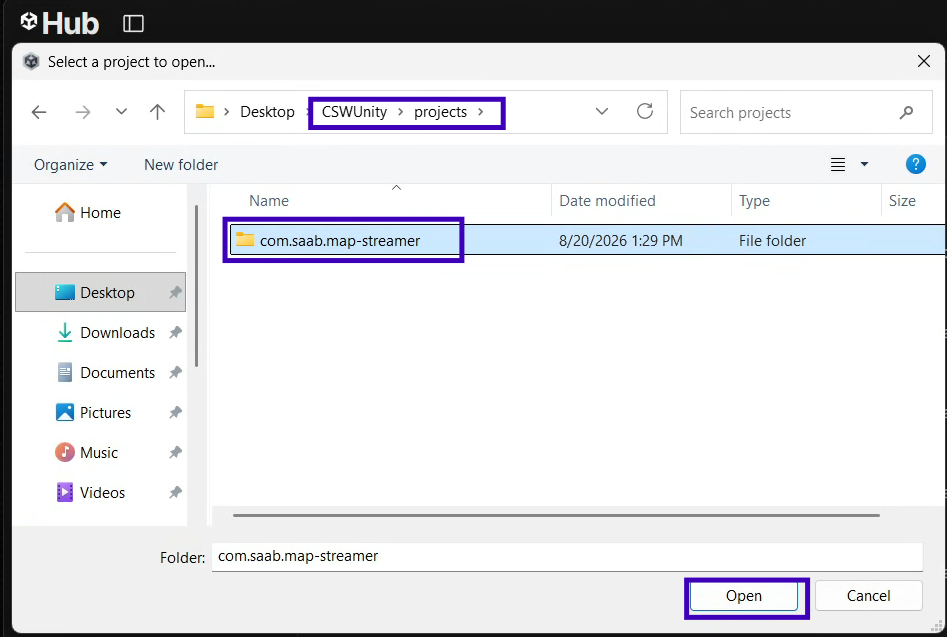 Hub
Select a project to open...
Desktop CSWUnity projects
Search projects
Organize New folder
?
Name Date modified Type Size
Home
com.saab.map-streamer 8/20/2026 1:29 PM File folder
Desktop
Downloads
Documents
Pictures
Music
Videos
Folder: com.saab.map-streamer
Open Cancel